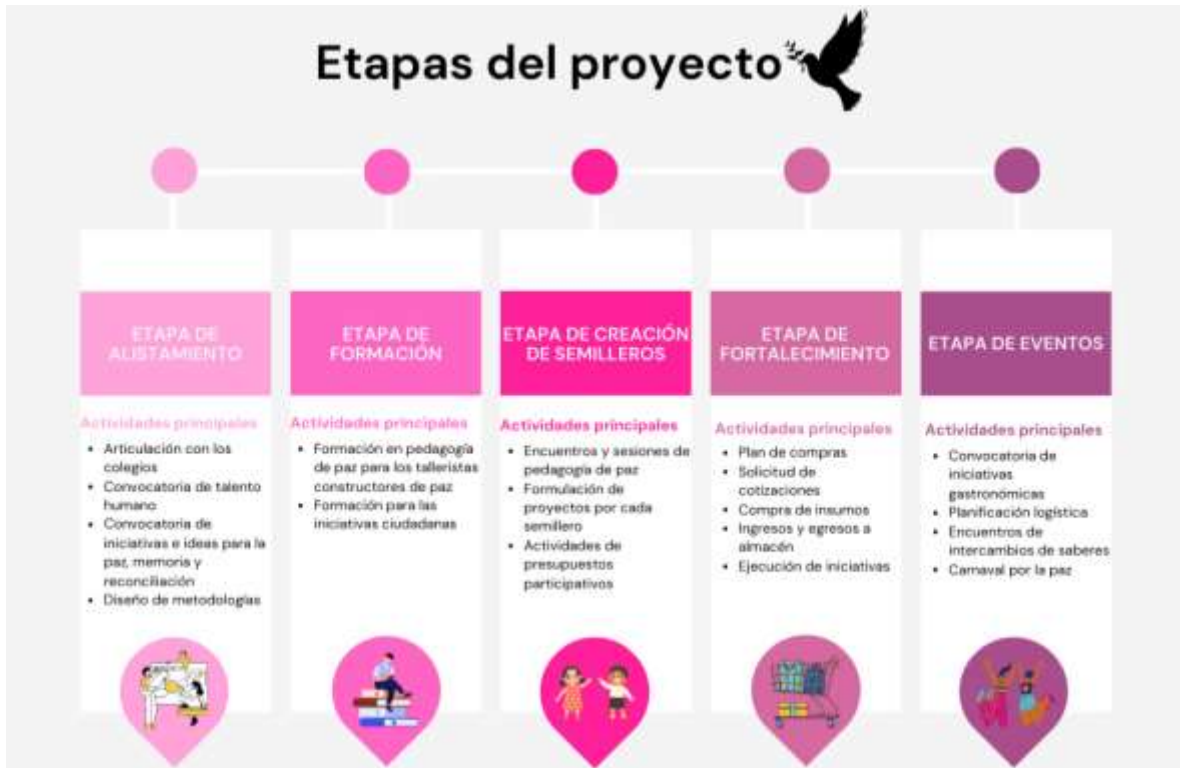 Etapas del proyecto
ETAPA DE
ALISTAMIENTO
Actividades principales
• Articulación con los
colegios
• Convocatoria de talento
humano
• Convocatoria de
iniciativas e ideas para la
paz, memoria y
reconciliación
• Diseño de metodologías
ETAPA DE
FORMACIÓN
Actividades principales
• Formación en pedagogía
de paz para los talleristas
constructores de paz
• Formación para las
iniciativas ciudadanas
ETAPA DE CREACIÓN
DE SEMILLEROS
Actividades principales
• Encuentros y sesiones de
pedagogía de paz
• Formulación de
proyectos por cada
semillero
• Actividades de
presupuestos
participativos
ETAPA DE
FORTALECIMIENTO
Actividades principales
• Plan de compras
• Solicitud de
cotizaciones
• Compra de insumos
• Ingresos y egresos a
almacén
• Ejecución de iniciativas
ETAPA DE EVENTOS
Actividades principales
• Convocatoria de
iniciativas
gastronómicas
• Planificación logística
• Encuentros de
intercambios de saberes
• Carnaval por la paz